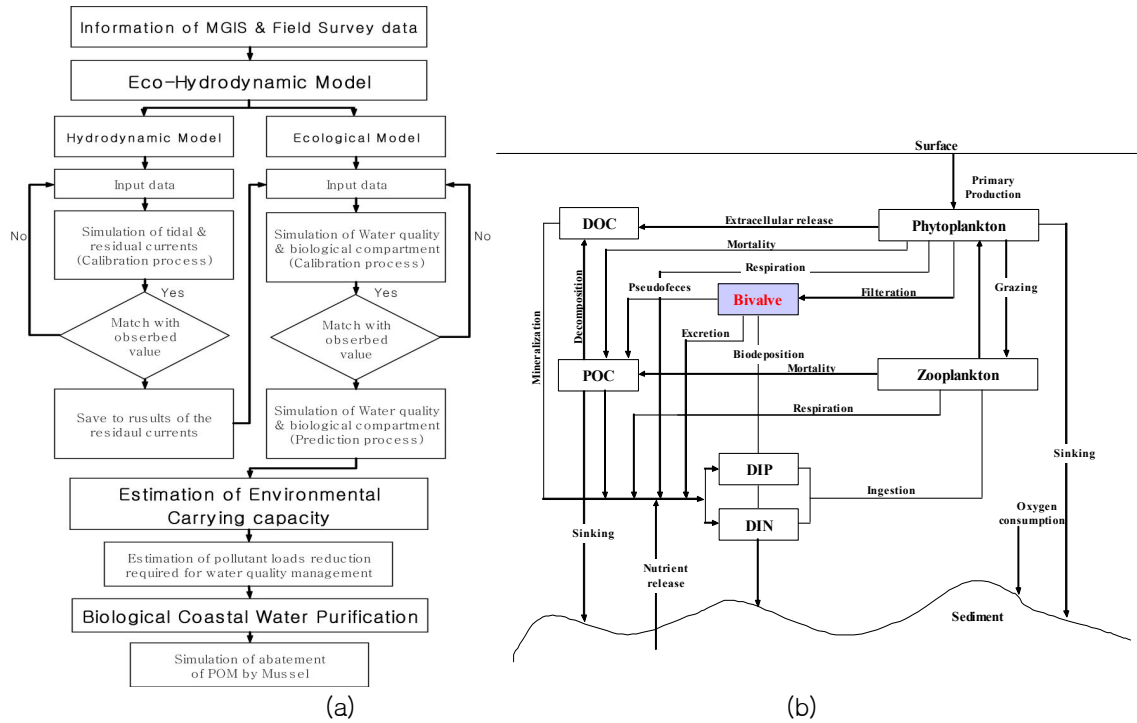 Information of MGIS & Field Survey data
Eco-Hydrodynamic Model
Hydrodynamic Model
Ecological Model
Input data
Input data
No
Simulation of tidal &
residual currents
(Calibration process)
Simulation of Water quality
& biological compartment
(Calibration process)
No
Yes
Yes
Match with
obserbed
value
Match with
obserbed
value
Save to rusults of the
residaul currents
Simulation of Water quality
& biological compartment
(Prediction process)
Estimation of Environmental
Carrying capacity
Estimation of pollutant loads reduction
required for water quality management
Biological Coastal Water Purification
Simulation of abatement
of POM by Mussel
(a)
Surface
Primary
Production
DOC
Extracellular release
Phytoplankton
Mortality
Respiration
Decomposition
Pseudofeces
Bivalve
Filteration
Grazing
Mineralization
Excretion
Biodeposition
POC
Mortality
Zooplankton
Respiration
DIP
Ingestion
Sinking
DIN
Sinking
Oxygen
consumption
Nutrient
release
Sediment
(b)